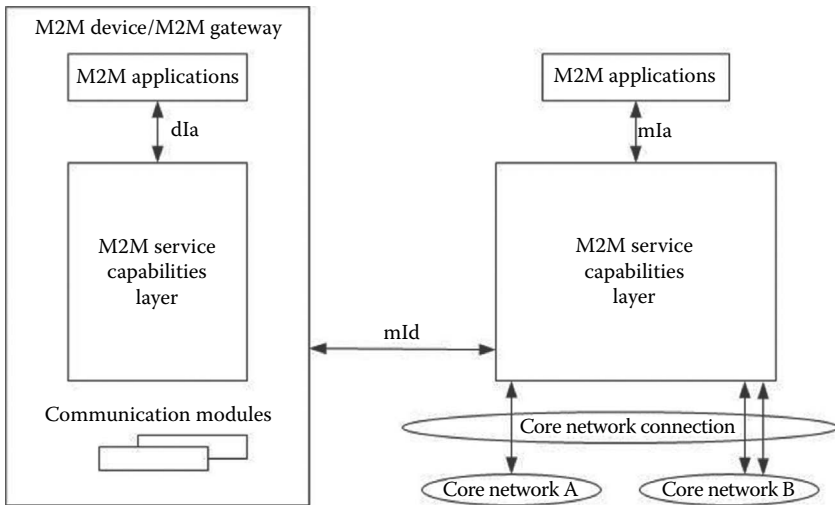 M2M device/M2M gateway
M2M applications
dIa
M2M service
capabilities
layer
Communication modules
mId
M2M applications
mIa
M2M service
capabilities
layer
Core network connection
Core network A
Core network B